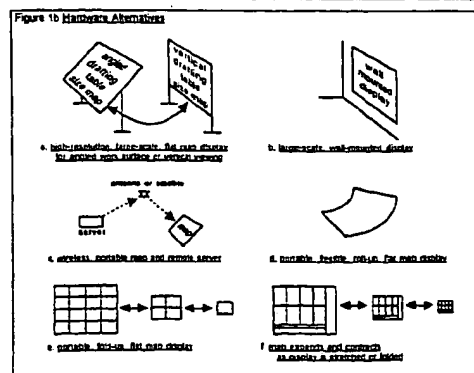 Figure 1b Hardware Alternatives
angled
drafting
table
size map
vertical
drafting
table
size map
a. high-resolution, large-scale, flat map display
for angled work surface or vertical viewing
wall
mounted
display
b. large-scale, wall-mounted display
antenna or satellite
server
map
c. wireless, portable map and remote server
d. portable, flexible, roll-up, flat map display
e. portable, fold-up, flat map display
f. map expands and contracts
as display is stretched or folded